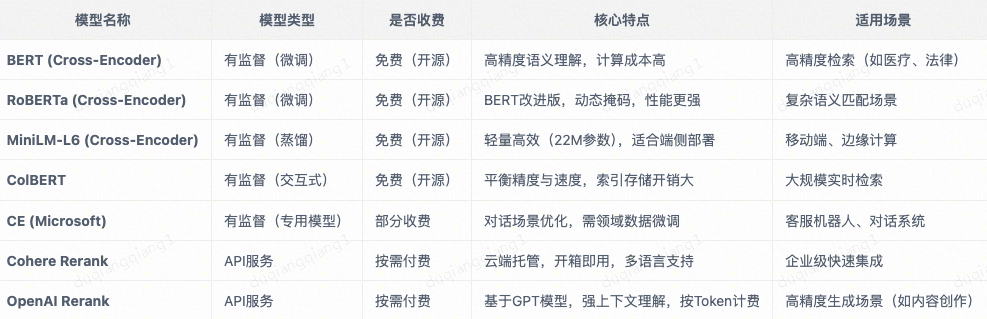 模型名称 模型类型 是否收费 核心特点 适用场景
BERT (Cross-Encoder) 有监督（微调） 免费（开源） 高精度语义理解，计算成本高 高精度检索（如医疗、法律）
RoBERTa (Cross-Encoder) 有监督（微调） 免费（开源） BERT改进版，动态掩码，性能更强 复杂语义匹配场景
MiniLM-L6 (Cross-Encoder) 有监督（蒸馏） 免费（开源） 轻量高效（22M参数），适合端侧部署 移动端、边缘计算
ColBERT 有监督（交互式） 免费（开源） 平衡精度与速度，索引存储开销大 大规模实时检索
CE (Microsoft) 有监督（专用模型） 部分收费 对话场景优化，需领域数据微调 客服机器人、对话系统
Cohere Rerank API服务 按需付费 云端托管，开箱即用，多语言支持 企业级快速集成
OpenAI Rerank API服务 按需付费 基于GPT模型，强上下文理解，按Token计费 高精度生成场景（如内容创作）